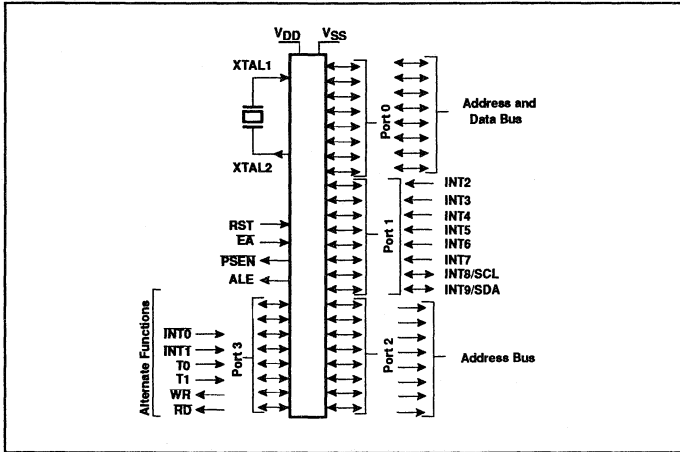 VDD VSS
XTAL1
XTAL2
Port 0
Address and
Data Bus
RST
EA
PSEN
ALE
Port 1
INT2
INT3
INT4
INT5
INT6
INT7
INT8/SCL
INT9/SDA
Alternate Functions
INT0
INT1
T0
T1
WR
RD
Port 3
Port 2
Address Bus